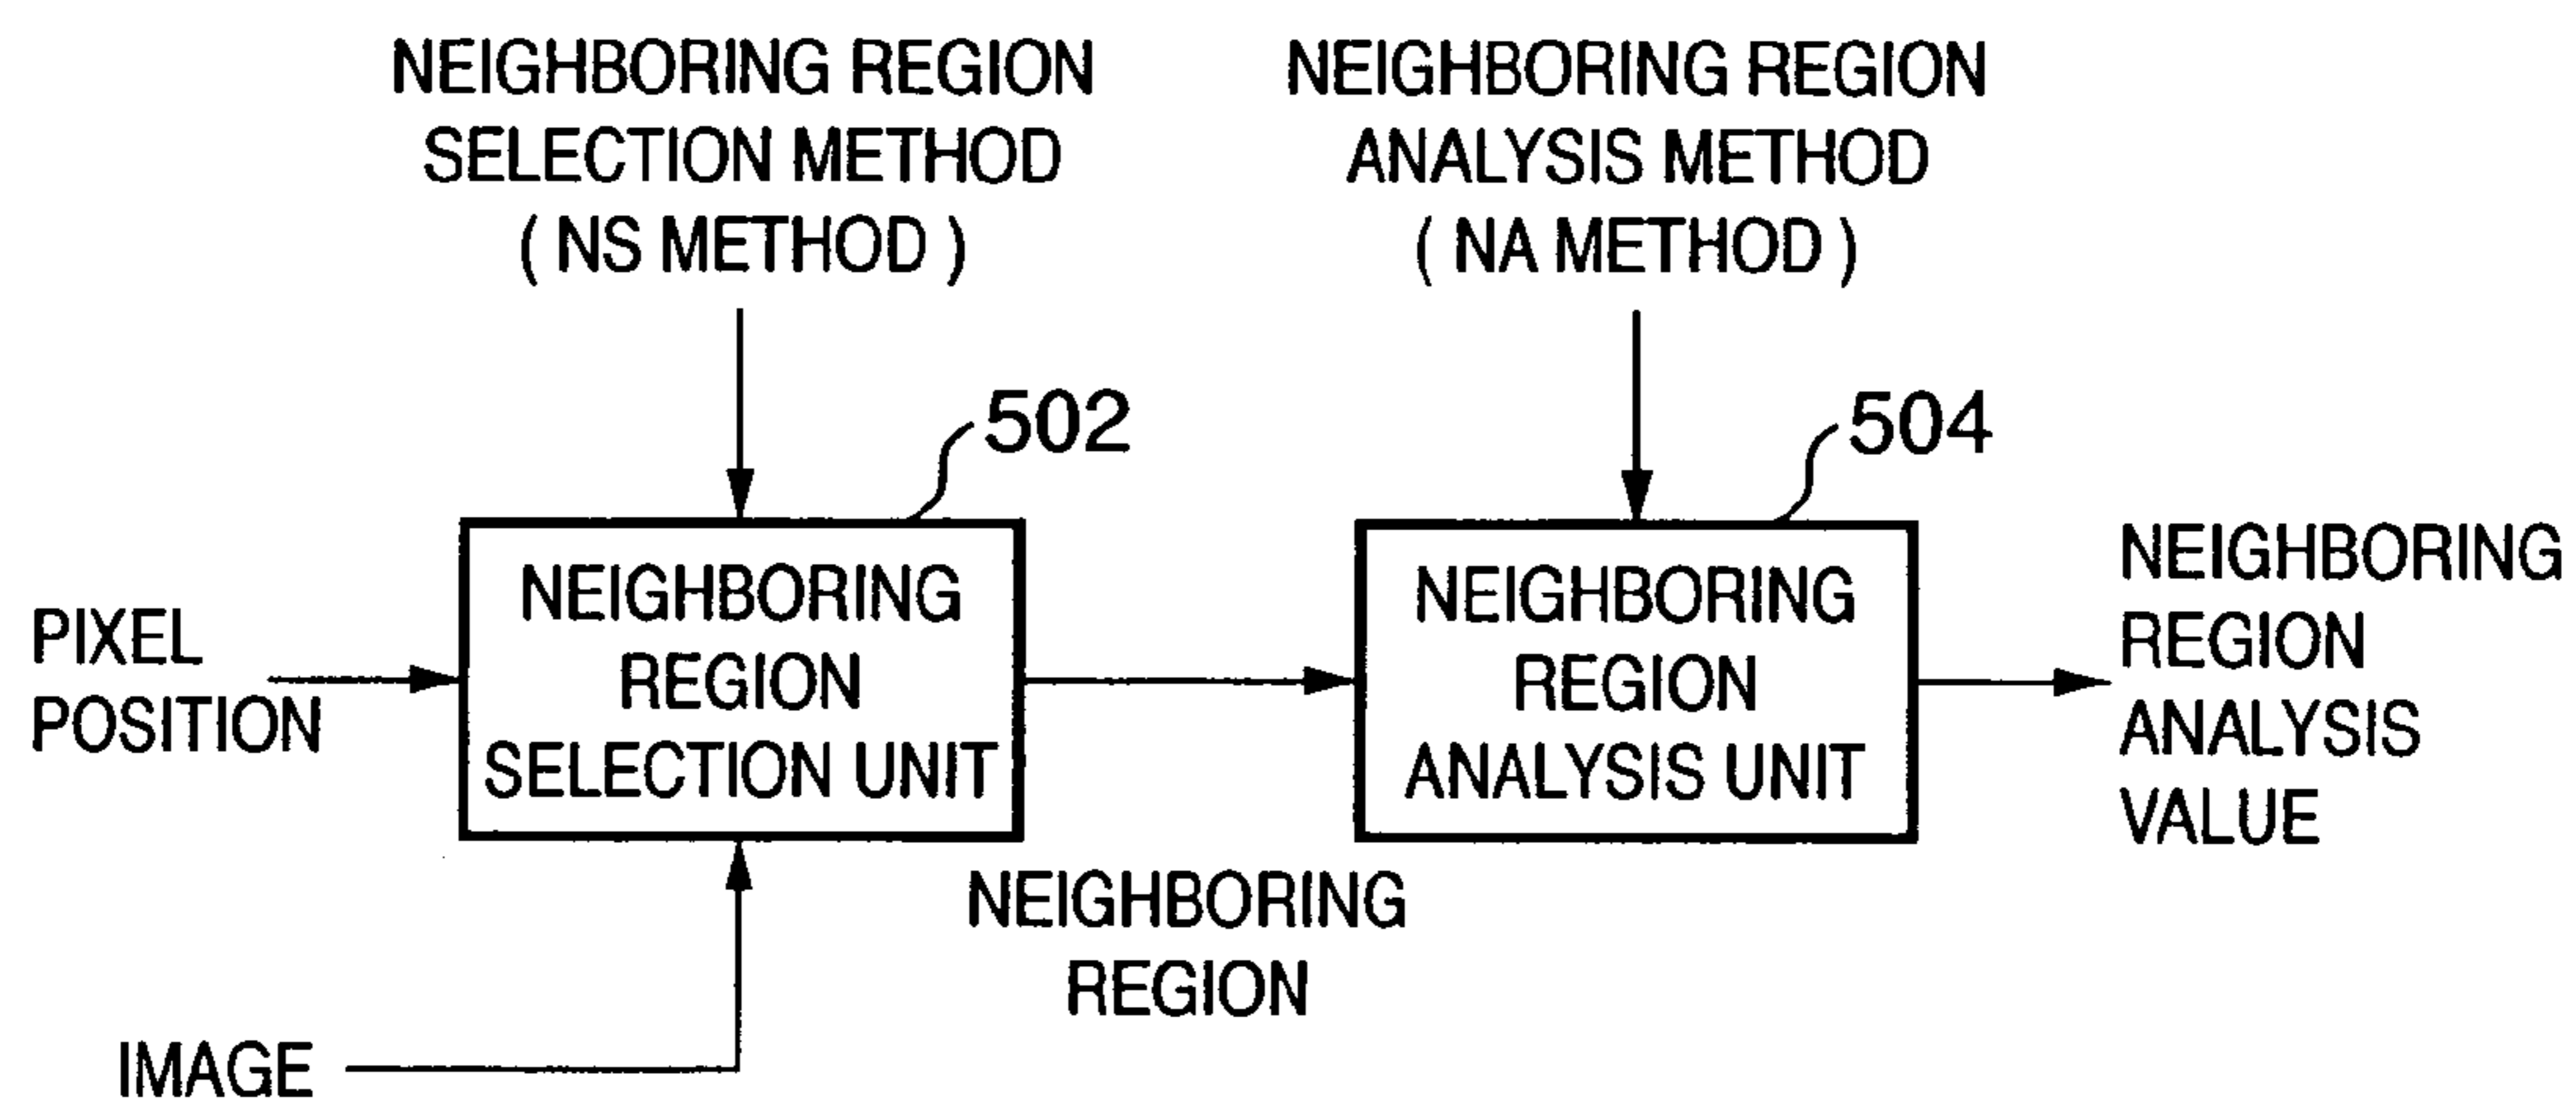 NEIGHBORING REGION
SELECTION METHOD
( NS METHOD )
NEIGHBORING REGION
ANALYSIS METHOD
( NA METHOD )
502
504
PIXEL
POSITION
NEIGHBORING
REGION
SELECTION UNIT
NEIGHBORING
REGION
ANALYSIS UNIT
NEIGHBORING
REGION
ANALYSIS
VALUE
NEIGHBORING
REGION
IMAGE